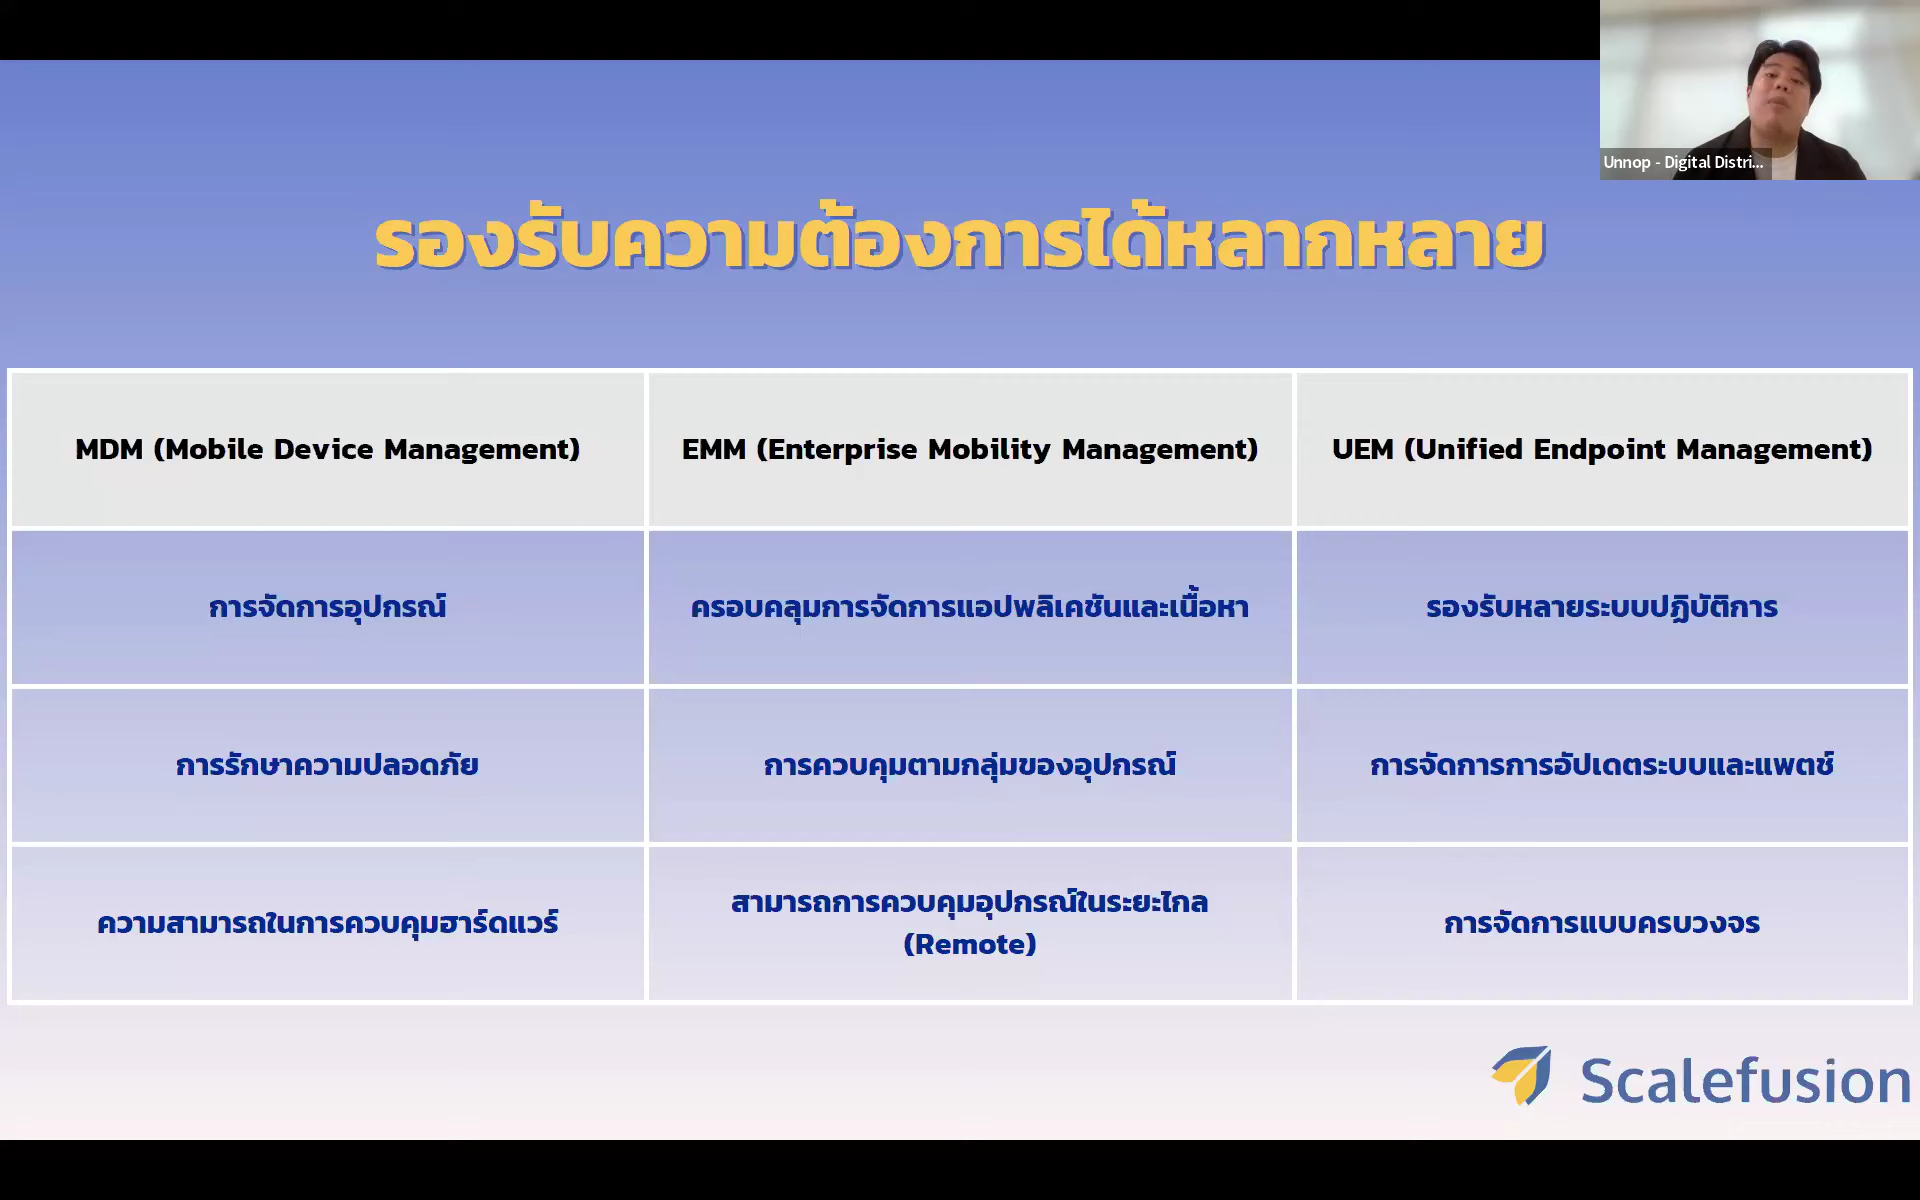 Unnop - Digital Distri...
รองรับความต้องการได้หลากหลาย
MDM (Mobile Device Management)
EMM (Enterprise Mobility Management)
UEM (Unified Endpoint Management)
การจัดการอุปกรณ์
ครอบคลุมการจัดการแอปพลิเคชันและเนื้อหา
รองรับหลายระบบปฏิบัติการ
การรักษาความปลอดภัย
การควบคุมตามกลุ่มของอุปกรณ์
การจัดการการอัปเดตระบบและแพตช์
ความสามารถในการควบคุมฮาร์ดแวร์
สามารถการควบคุมอุปกรณ์ในระยะไกล
(Remote)
การจัดการแบบครบวงจร
Scalefusion